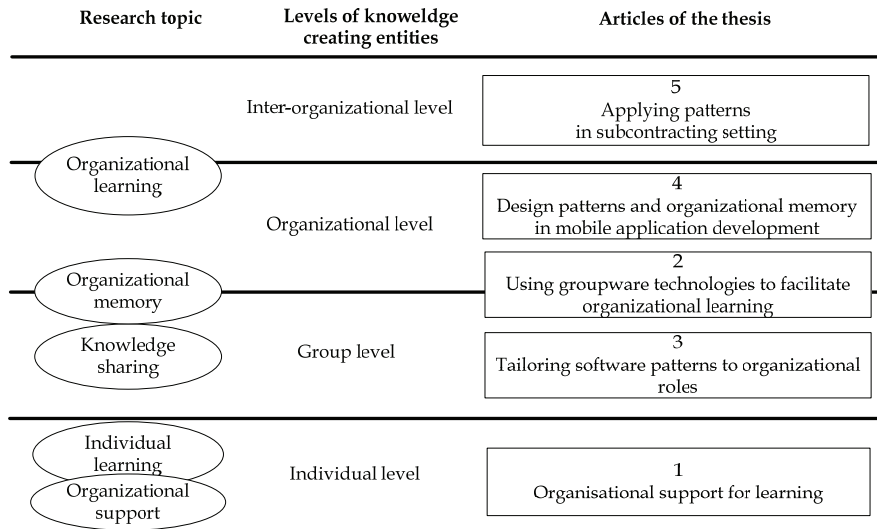 Research topic
Levels of knoweldge
creating entities
Articles of the thesis
Inter-organizational level
5
Applying patterns
in subcontracting setting
Organizational
learning
Organizational level
4
Design patterns and organizational memory
in mobile application development
Organizational
memory
2
Using groupware technologies to facilitate
organizational learning
Knowledge
sharing
Group level
3
Tailoring software patterns to organizational
roles
Individual
learning
Organizational
support
Individual level
1
Organisational support for learning